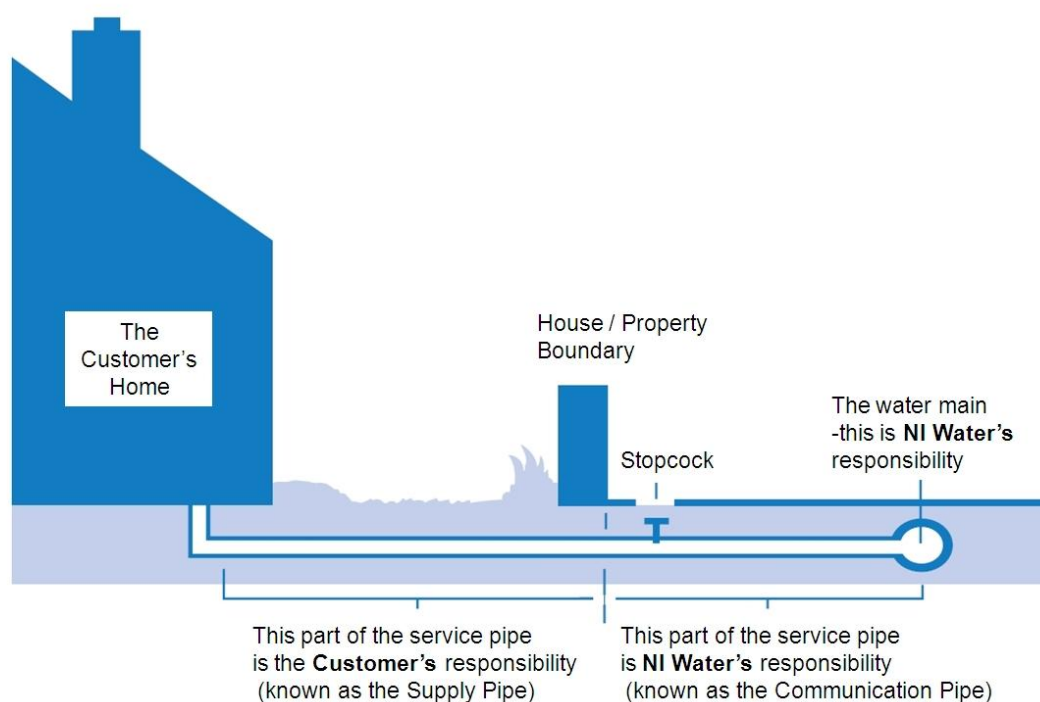 The
Customer's
Home
House / Property
Boundary
Stopcock
The water main
-this is NI Water's
responsibility
This part of the service pipe
is the Customer's responsibility
(known as the Supply Pipe)
This part of the service pipe
is NI Water's responsibility
(known as the Communication Pipe)